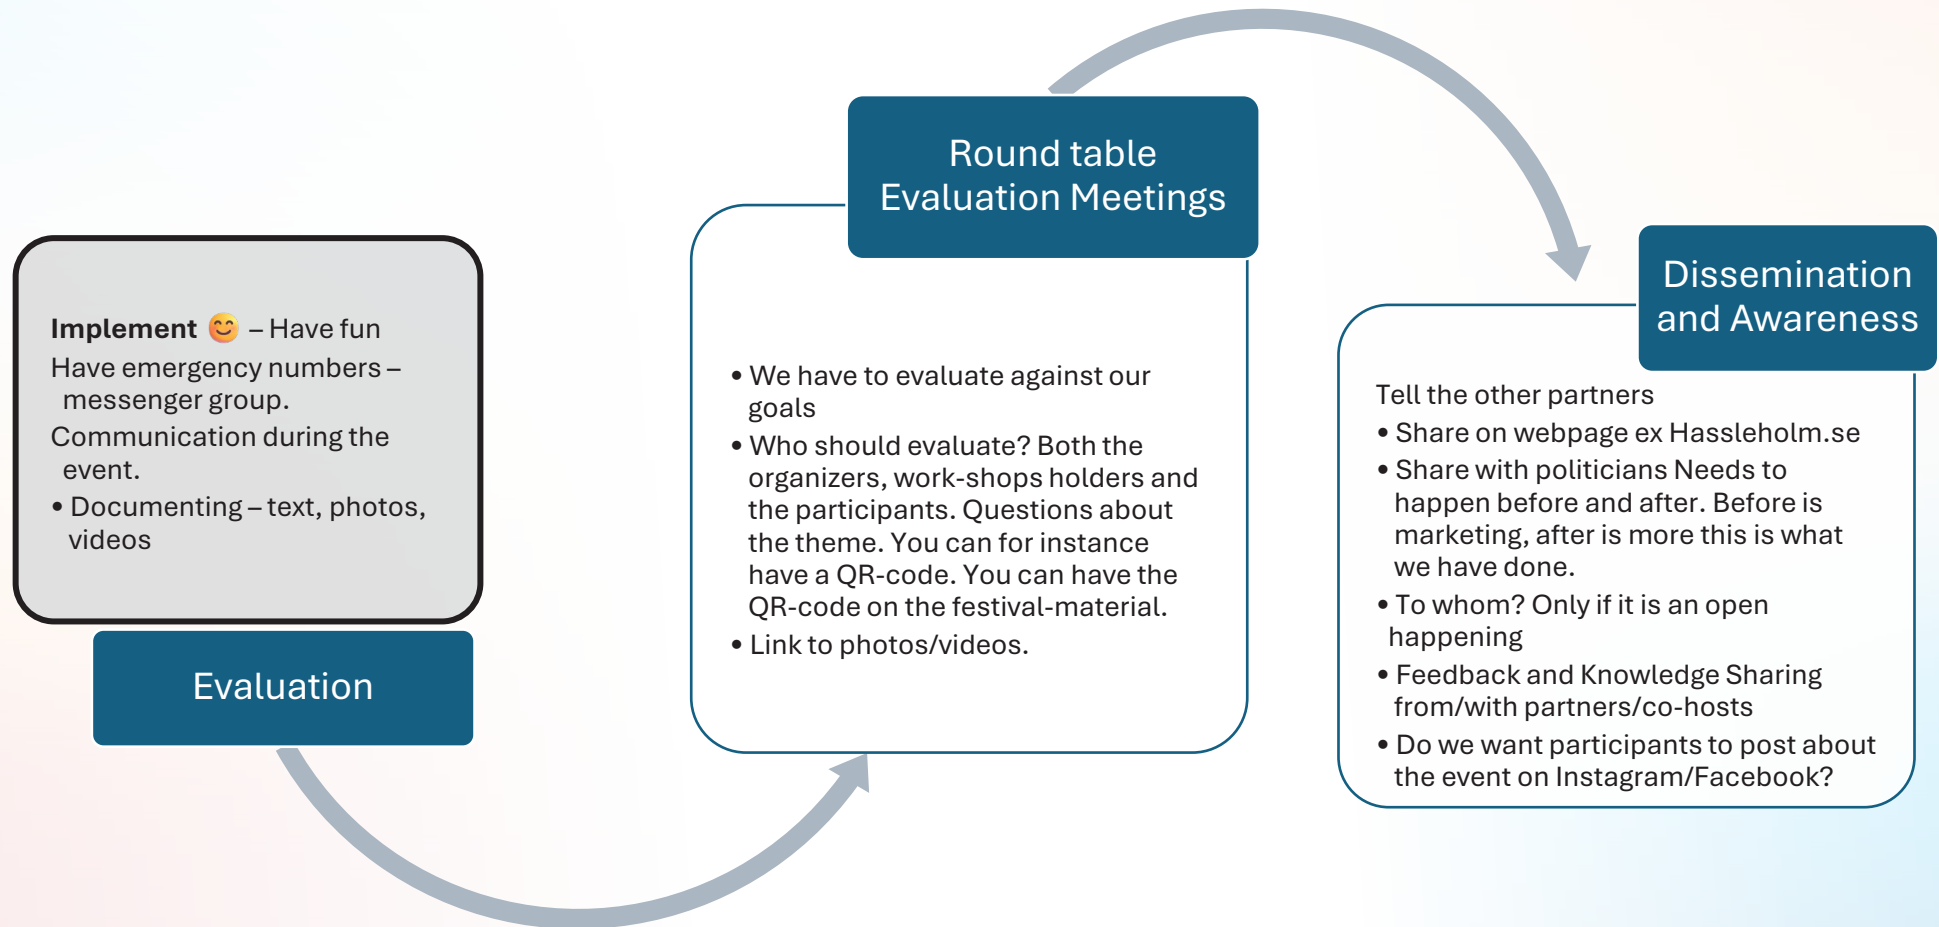 Implement 😊 – Have fun
Have emergency numbers –
messenger group.
Communication during the
event.
• Documenting – text, photos,
videos
Evaluation
Round table
Evaluation Meetings
• We have to evaluate against our
goals
• Who should evaluate? Both the
organizers, work-shops holders and
the participants. Questions about
the theme. You can for instance
have a QR-code. You can have the
QR-code on the festival-material.
• Link to photos/videos.
Dissemination
and Awareness
Tell the other partners
• Share on webpage ex Hassleholm.se
• Share with politicians Needs to
happen before and after. Before is
marketing, after is more this is what
we have done.
• To whom? Only if it is an open
happening
• Feedback and Knowledge Sharing
from/with partners/co-hosts
• Do we want participants to post about
the event on Instagram/Facebook?